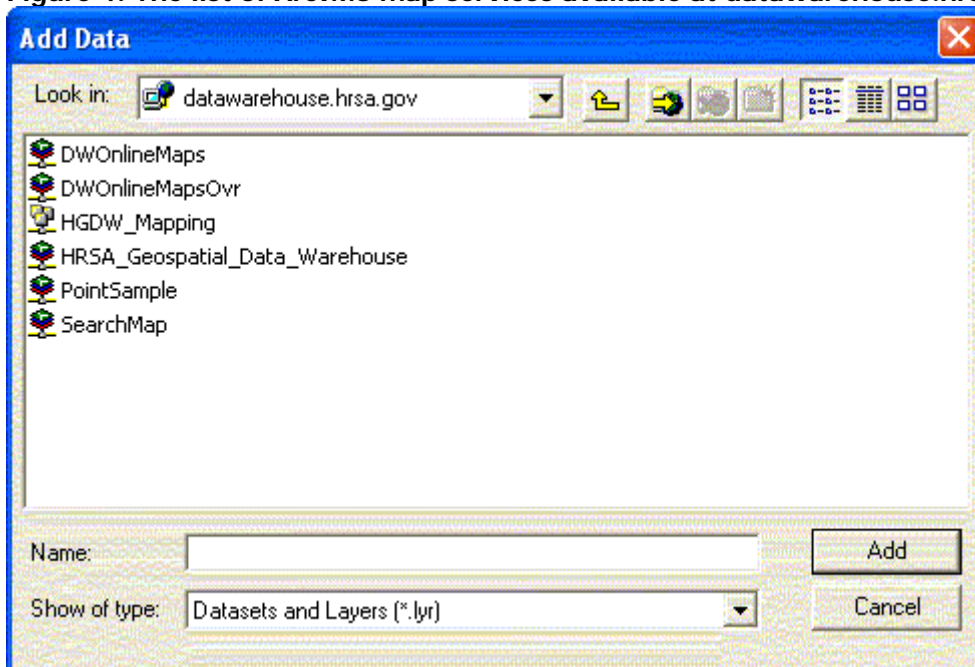 Add Data
Look in: datawarehouse.hrsa.gov
DWOnlineMaps
DWOnlineMapsOvr
HGDW_Mapping
HRSA_Geospatial_Data_Warehouse
PointSample
SearchMap
Name: Add
Show of type: Datasets and Layers (*.lyr) Cancel